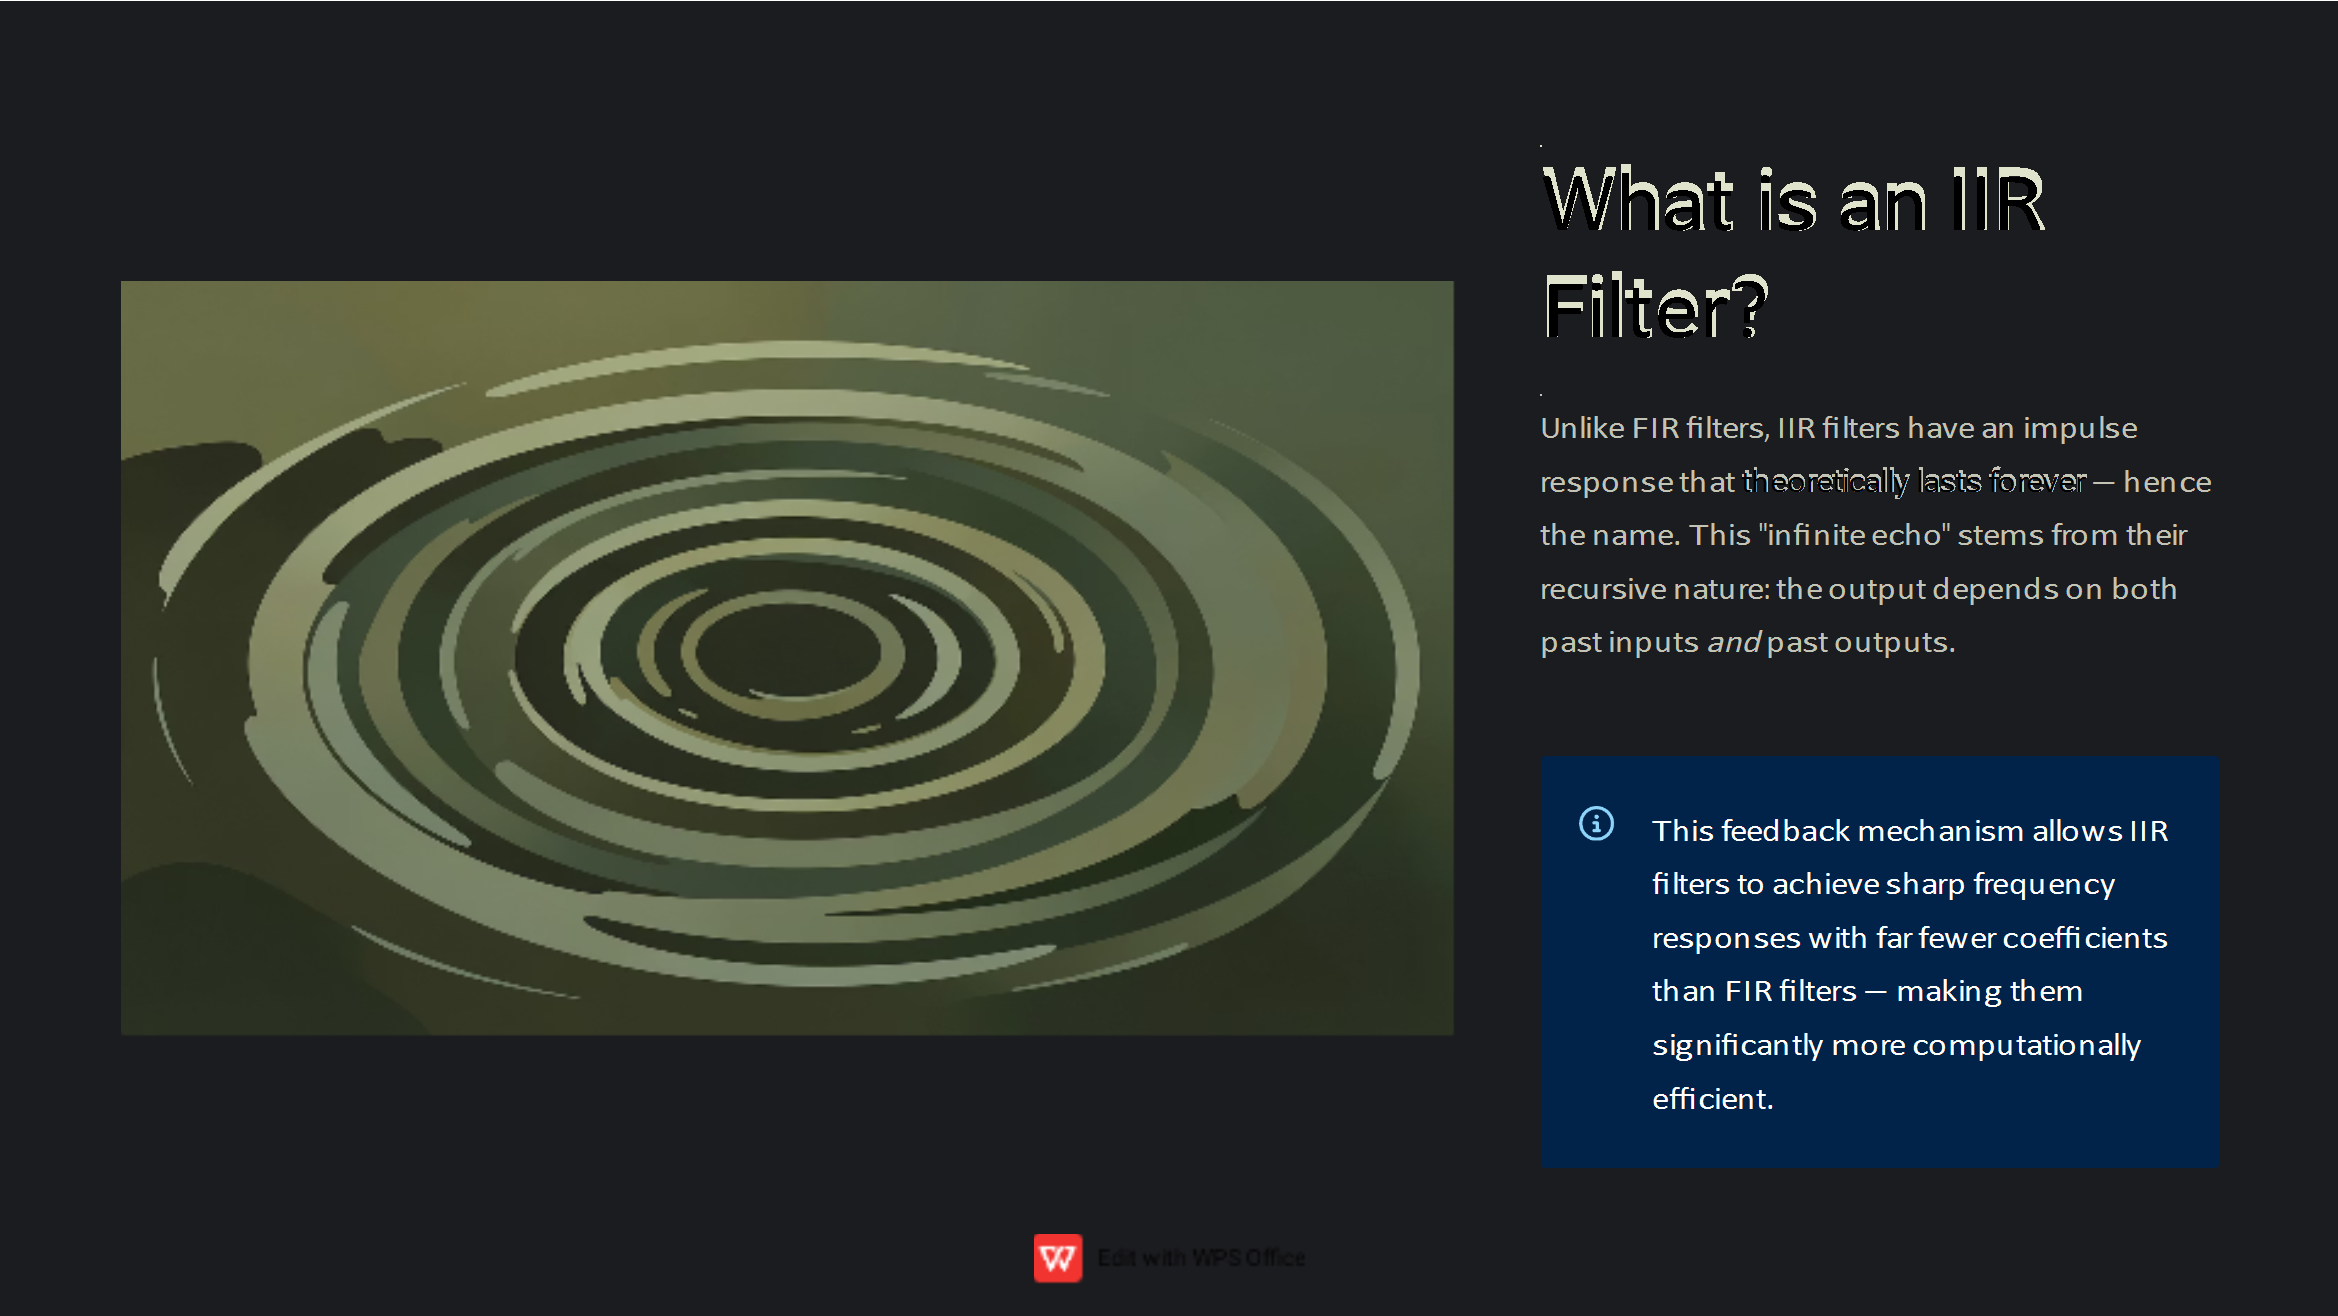 What is an IIR
Filter?
Unlike FIR filters, IIR filters have an impulse
response that theoretically lasts forever — hence
the name. This "infinite echo" stems from their
recursive nature: the output depends on both
past inputs and past outputs.
This feedback mechanism allows IIR
filters to achieve sharp frequency
responses with far fewer coefficients
than FIR filters — making them
significantly more computationally
efficient.
Edit with WPS Office